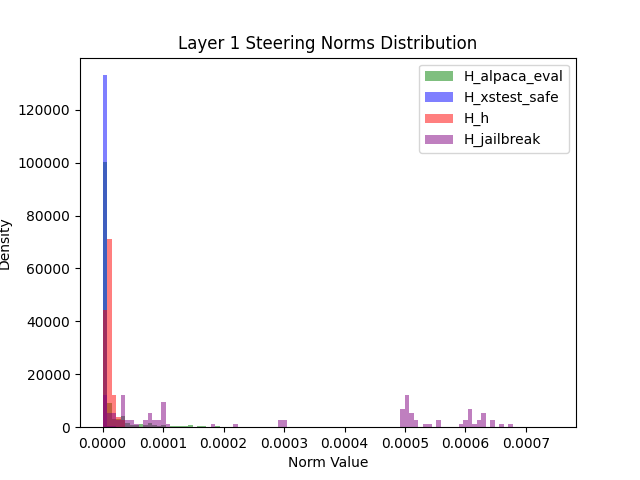 Layer 1 Steering Norms Distribution
H_alpaca_eval
H_xstest_safe
H_h
H_jailbreak
120000
100000
80000
60000
40000
20000
0
Density
0.0000 0.0001 0.0002 0.0003 0.0004 0.0005 0.0006 0.0007
Norm Value